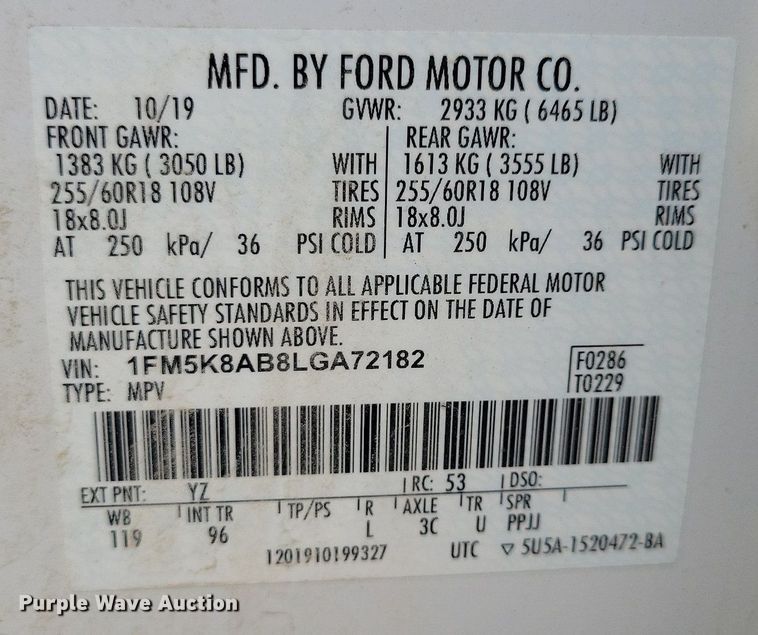 MFD. BY FORD MOTOR CO.
DATE: 10/19 GVWR: 2933 KG ( 6465 LB)
FRONT GAWR: REAR GAWR:
1383 KG ( 3050 LB) WITH 1613 KG ( 3555 LB) WITH
255/60R18 108V TIRES 255/60R18 108V TIRES
18x8.0J RIMS 18x8.0J RIMS
AT 250 kPa/ 36 PSI COLD AT 250 kPa/ 36 PSI COLD
THIS VEHICLE CONFORMS TO ALL APPLICABLE FEDERAL MOTOR
VEHICLE SAFETY STANDARDS IN EFFECT ON THE DATE OF
MANUFACTURE SHOWN ABOVE.
VIN: 1FM5K8AB8LGA72182 F0286
TYPE: MPV T0229
EXT PNT: YZ RC: 53 DSO:
WB INT TR TP/PS R AXLE TR SPR
119 96 L 3C U PPJJ
1201910199327 UTC ▽ 5U5A-1520472-BA
Purple Wave Auction